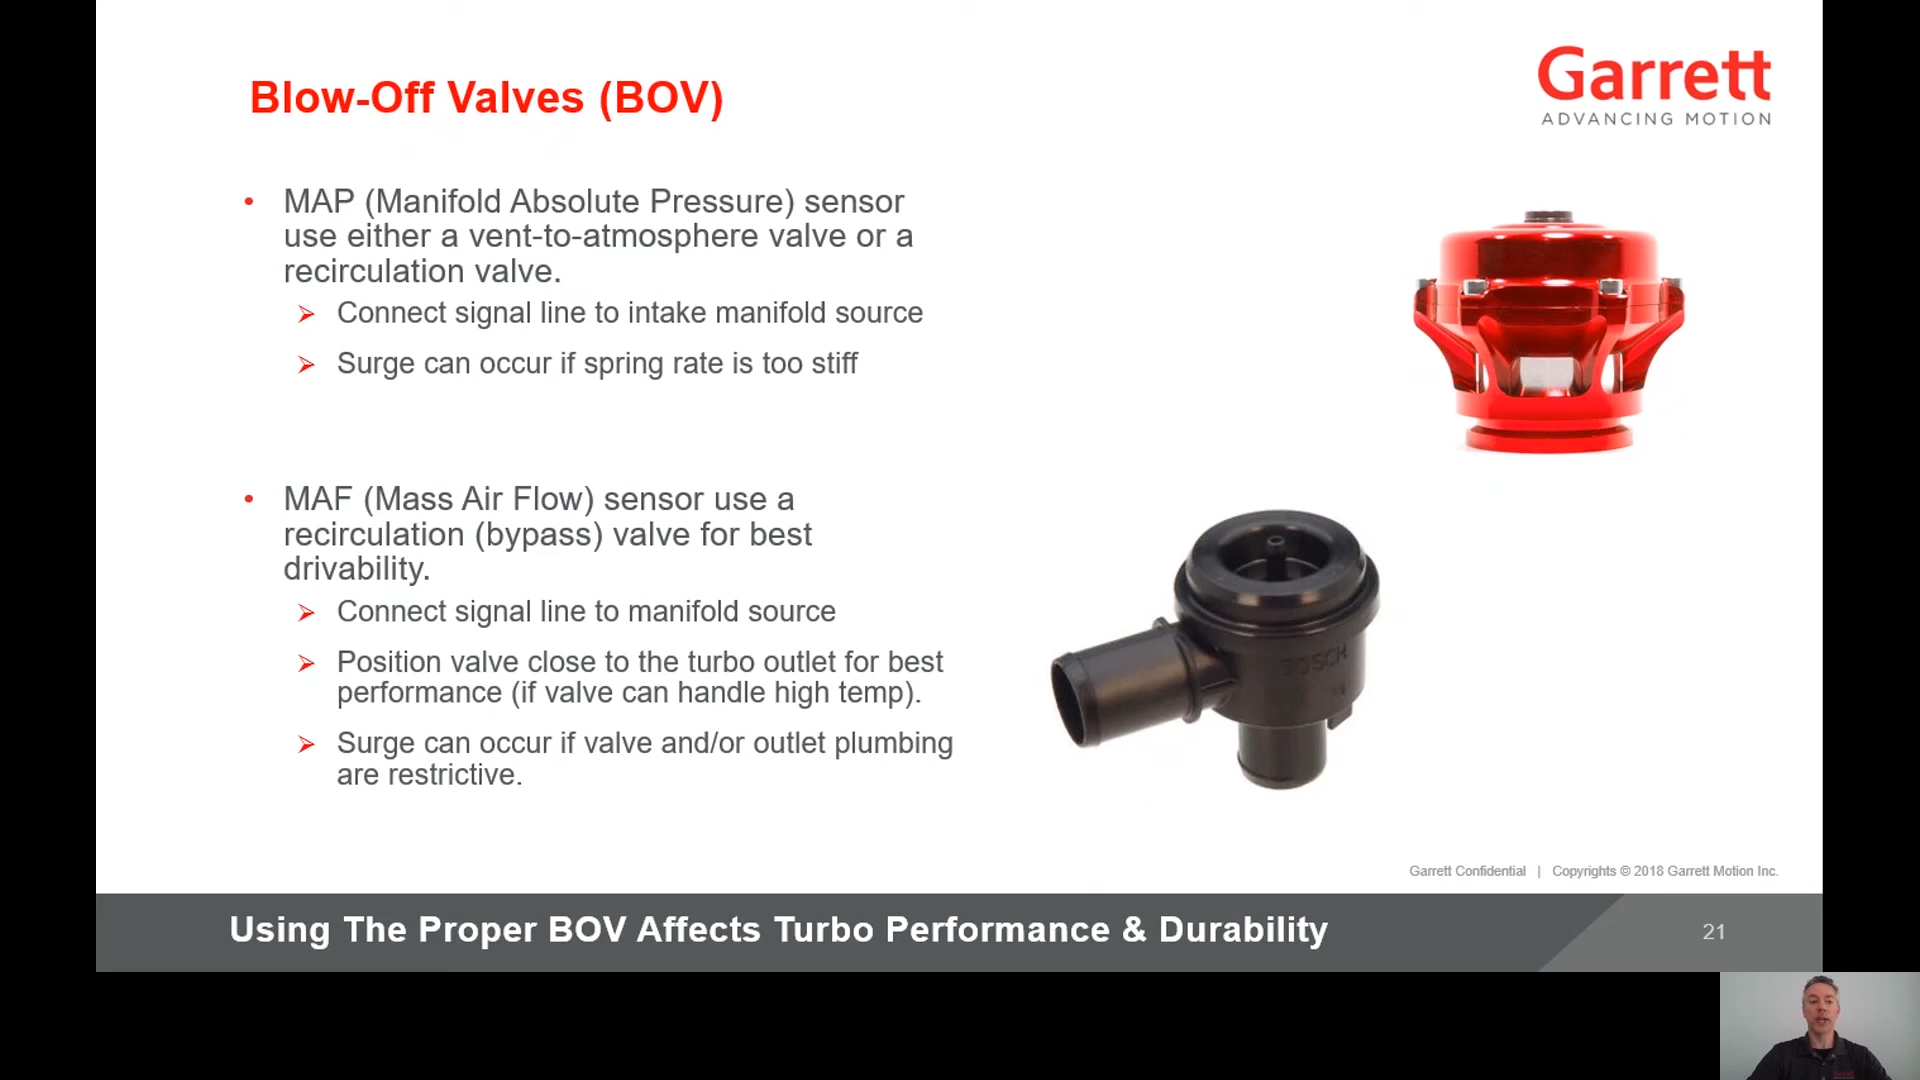 Blow-Off Valves (BOV)
Garrett
ADVANCING MOTION
• MAP (Manifold Absolute Pressure) sensor
use either a vent-to-atmosphere valve or a
recirculation valve.
Connect signal line to intake manifold source
Surge can occur if spring rate is too stiff
• MAF (Mass Air Flow) sensor use a
recirculation (bypass) valve for best
drivability.
Connect signal line to manifold source
Position valve close to the turbo outlet for best
performance (if valve can handle high temp).
Surge can occur if valve and/or outlet plumbing
are restrictive.
BOSCH
Garrett Confidential | Copyrights © 2018 Garrett Motion Inc.
Using The Proper BOV Affects Turbo Performance & Durability
21